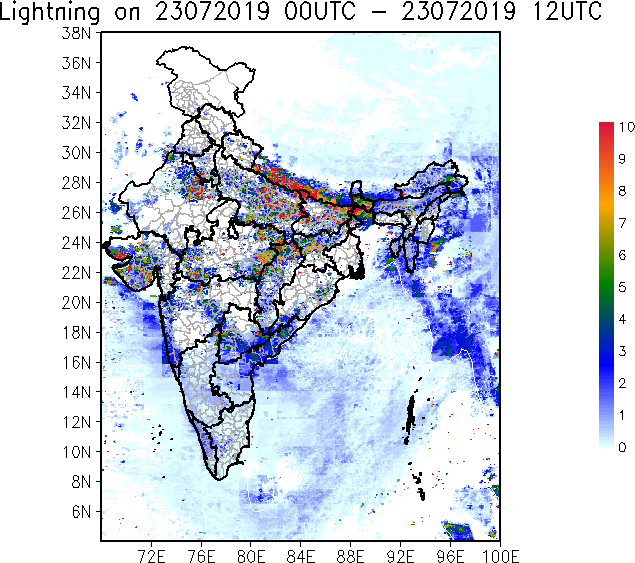 Lightning on 23072019 00UTC – 23072019 12UTC
38N
36N
34N
32N
30N
28N
26N
24N
22N
20N
18N
16N
14N
12N
10N
8N
6N
72E 76E 80E 84E 88E 92E 96E 100E
10
9
8
7
6
5
4
3
2
1
0